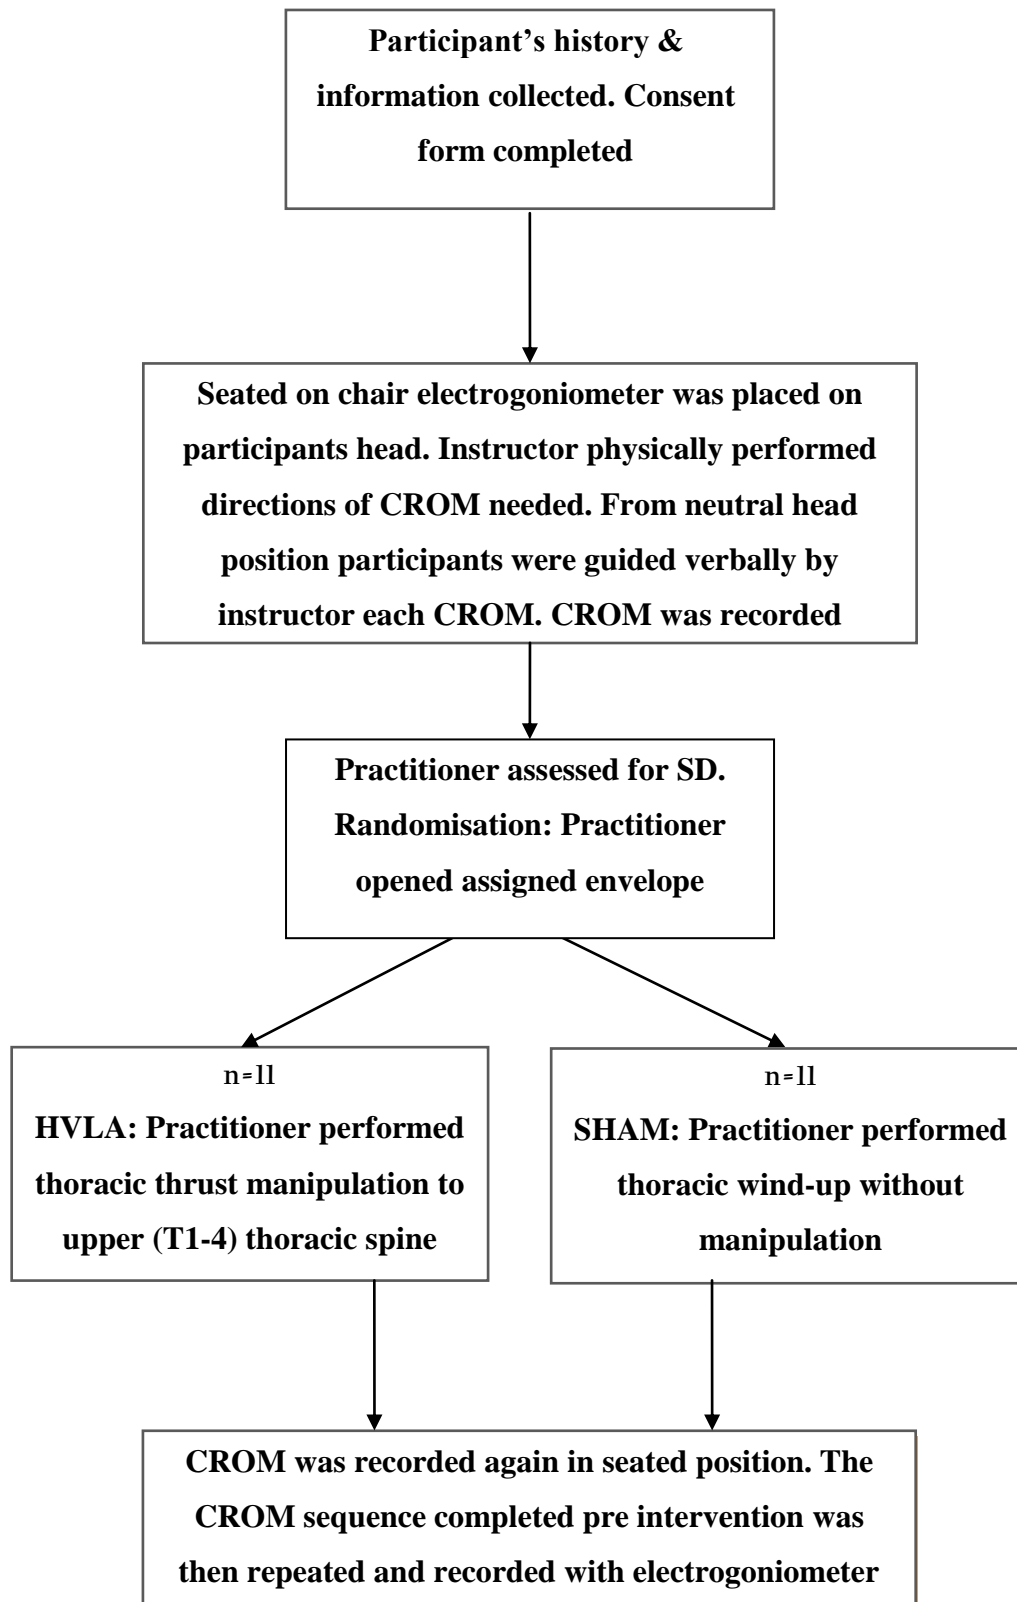 Participant’s history &
information collected. Consent
form completed
Seated on chair electrogoniometer was placed on
participants head. Instructor physically performed
directions of CROM needed. From neutral head
position participants were guided verbally by
instructor each CROM. CROM was recorded
Practitioner assessed for SD.
Randomisation: Practitioner
opened assigned envelope
n=11
HVLA: Practitioner performed
thoracic thrust manipulation to
upper (T1-4) thoracic spine
n=11
SHAM: Practitioner performed
thoracic wind-up without
manipulation
CROM was recorded again in seated position. The
CROM sequence completed pre intervention was
then repeated and recorded with electrogoniometer